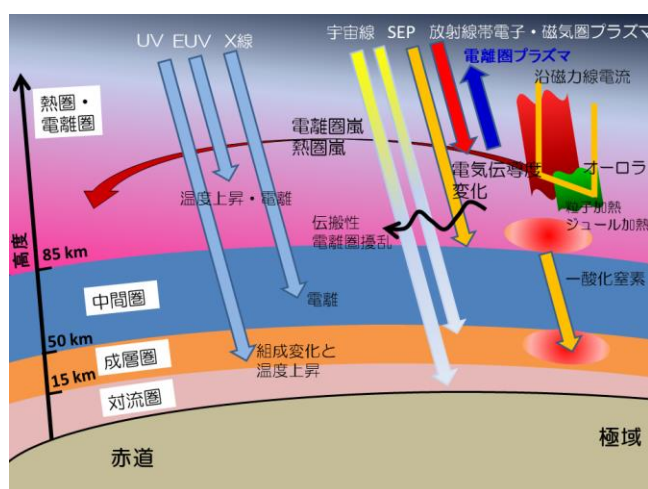 UV EUV X線
宇宙線 SEP 放射線帯電子・磁気圏プラズマ
電離圏プラズマ
沿磁力線電流
熱圏・
電離圏
電離圏嵐
熱圏嵐
オーロラ
電気伝導度
変化
温度上昇・電離
粒子加熱
ジュール加熱
伝搬性
電離圏擾乱
高度
85 km
一酸化窒素
中間圏
電離
50 km
成層圏
組成変化と
温度上昇
15 km
対流圏
赤道
極域